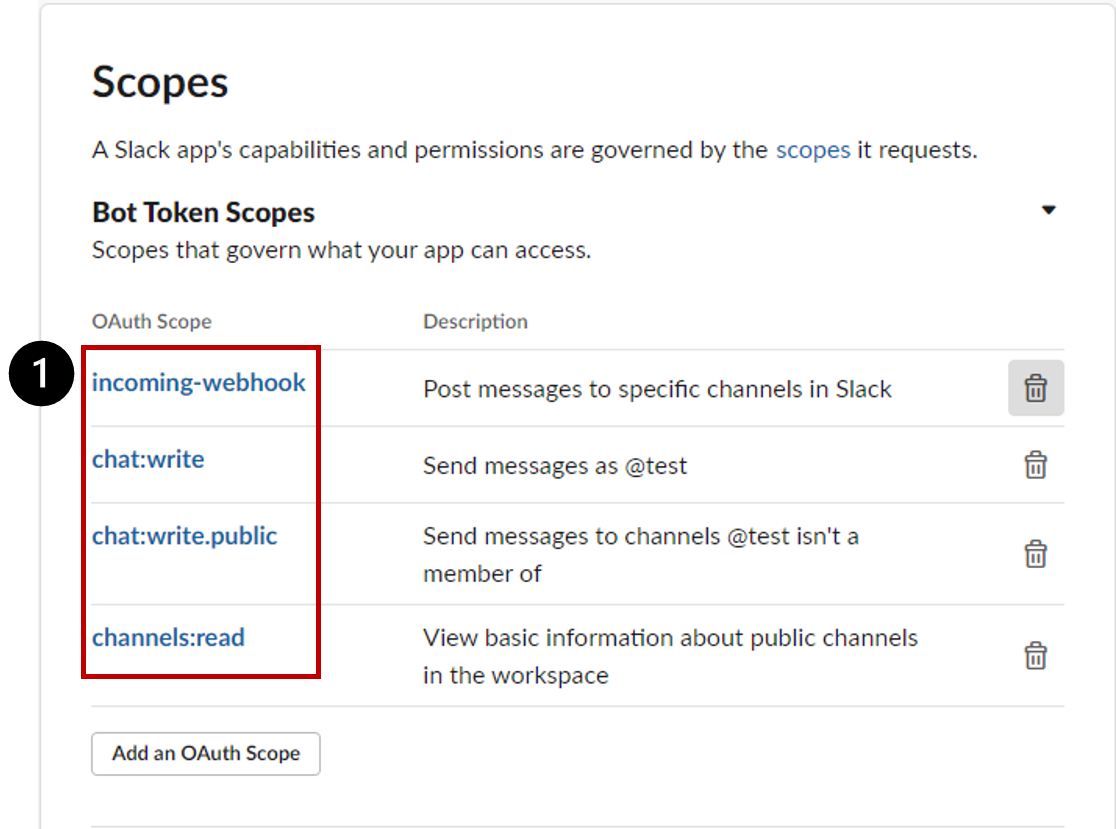 Scopes
A Slack app's capabilities and permissions are governed by the scopes it requests.
Bot Token Scopes
Scopes that govern what your app can access.
OAuth Scope Description
1
incoming-webhook Post messages to specific channels in Slack
chat:write Send messages as @test
chat:write.public Send messages to channels @test isn't a
member of
channels:read View basic information about public channels
in the workspace
Add an OAuth Scope